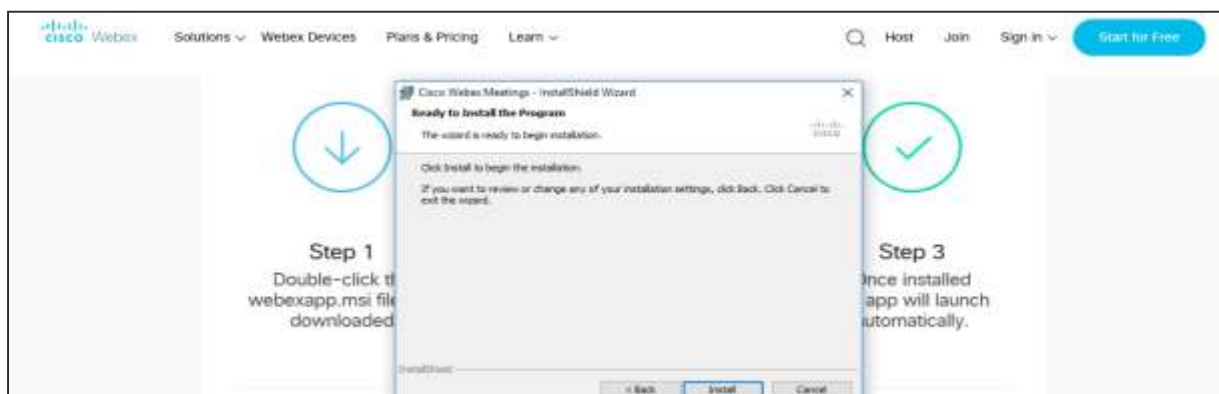 cisco Webex Solutions Webex Devices Plans & Pricing Learn Host Join Sign in Start for Free
Cisco Webex Meetings - InstallShield Wizard
Ready to Install the Program
The wizard is ready to begin installation.
cisco
Click Install to begin the installation.
If you want to review or change any of your installation settings, click Back. Click Cancel to
exit the wizard.
Step 1
Double-click th
webexapp.msi file
downloaded
Step 3
Once installed
app will launch
automatically.
InstallShield
< Back Install Cancel